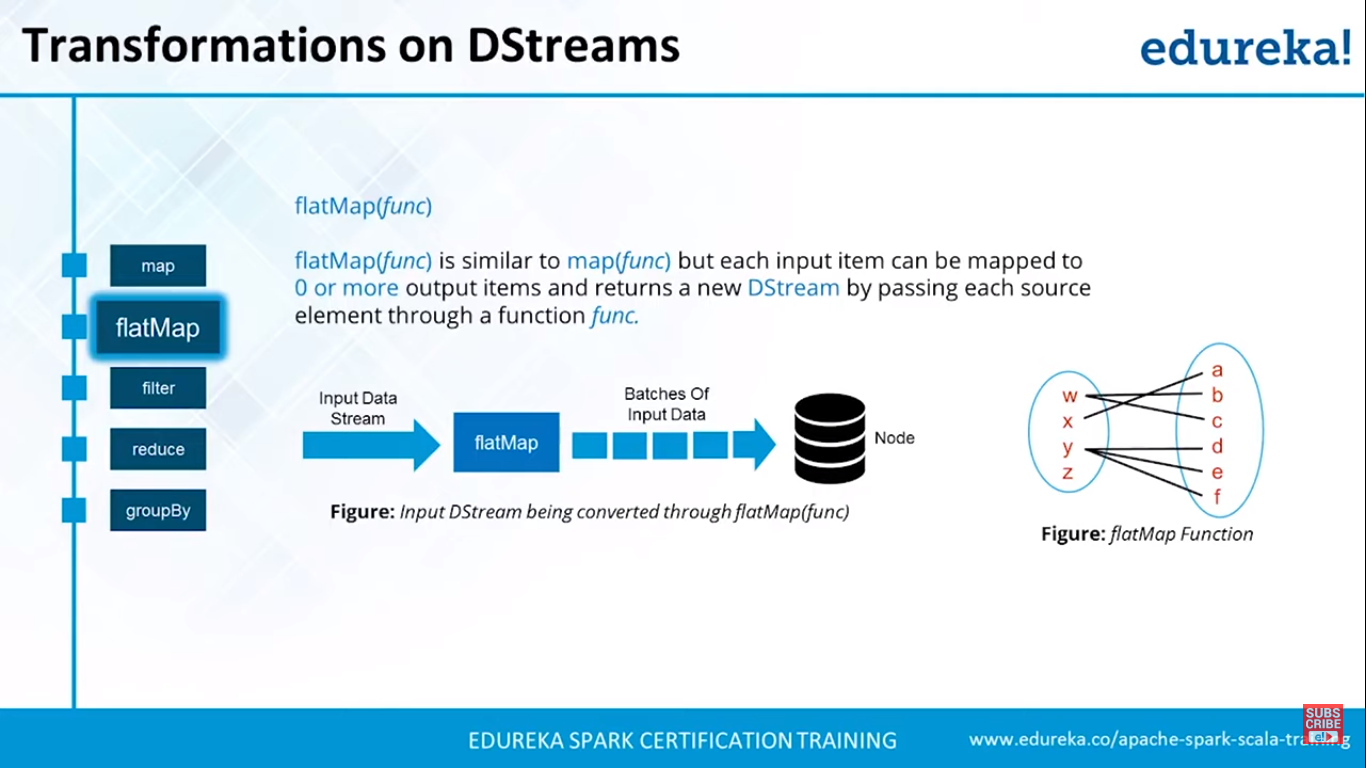 Transformations on DStreams
edureka!
map
flatMap
filter
reduce
groupBy
flatMap(func)
flatMap(func) is similar to map(func) but each input item can be mapped to
0 or more output items and returns a new DStream by passing each source
element through a function func.
Input Data
Stream
flatMap
Batches Of
Input Data
Node
Figure: Input DStream being converted through flatMap(func)
w
x
y
z
a
b
c
d
e
f
Figure: flatMap Function
EDUREKA SPARK CERTIFICATION TRAINING
www.edureka.co/apache-spark-scala-training
SUBS
CRIBE
e!